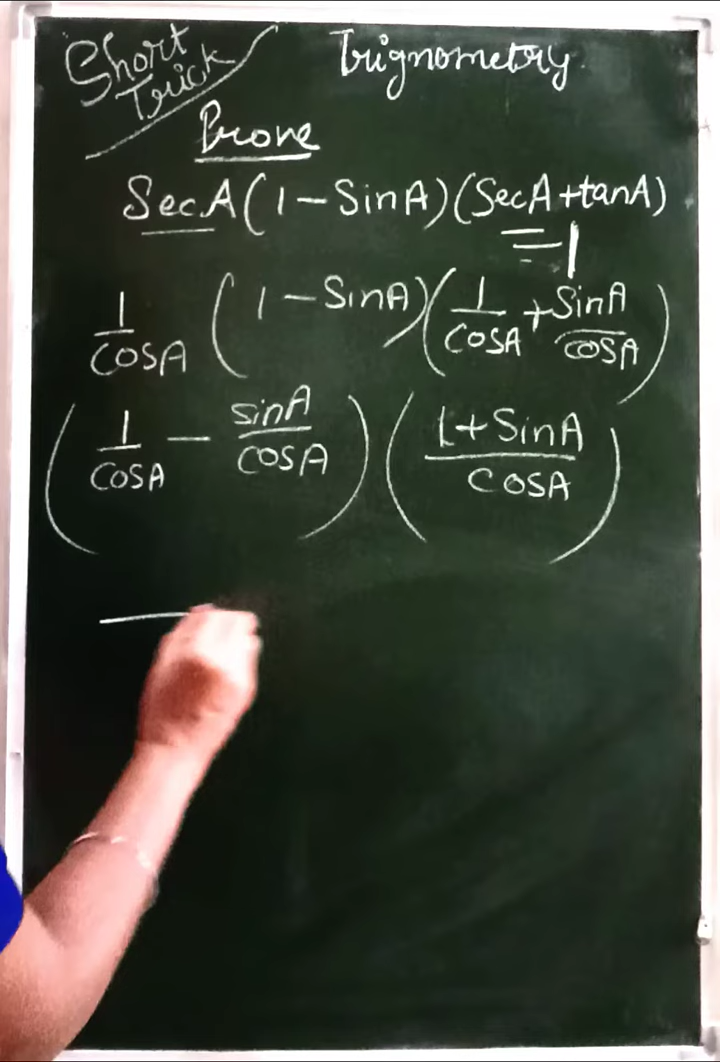 Short Trick
Trignometry
Prove
SecA(1-SinA)(SecA+tanA)
=1
1/COSA (1-SINA)(1/COSA + SinA/COSA)
(1/COSA - sinA/COSA)(1+SinA/COSA)